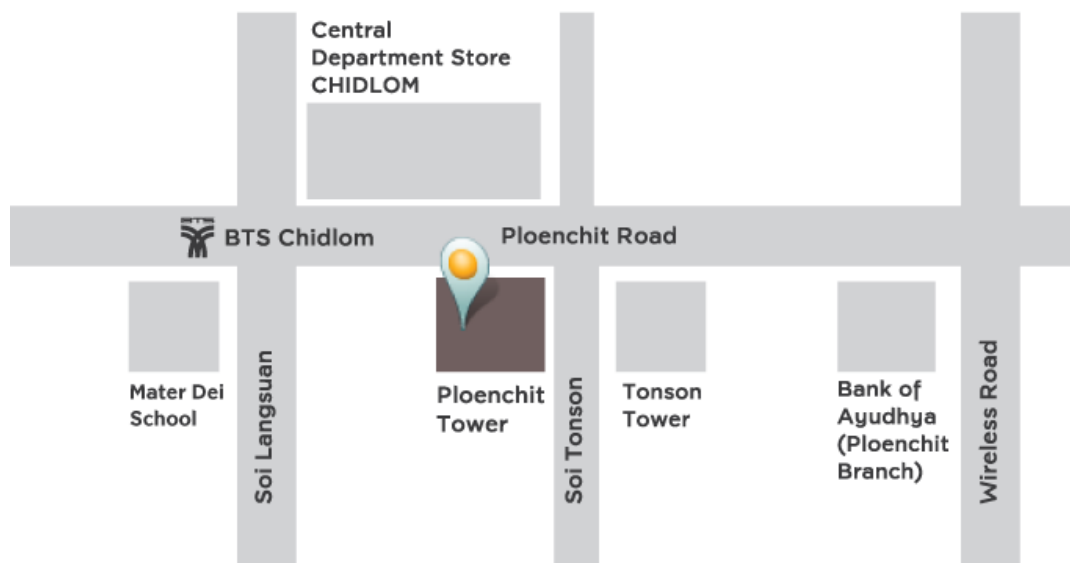 Central
Department Store
CHIDLOM
BTS Chidlom
Ploenchit Road
Mater Dei
School
Soi Langsuan
Ploenchit
Tower
Soi Tonson
Tonson
Tower
Bank of
Ayudhya
(Ploenchit
Branch)
Wireless Road